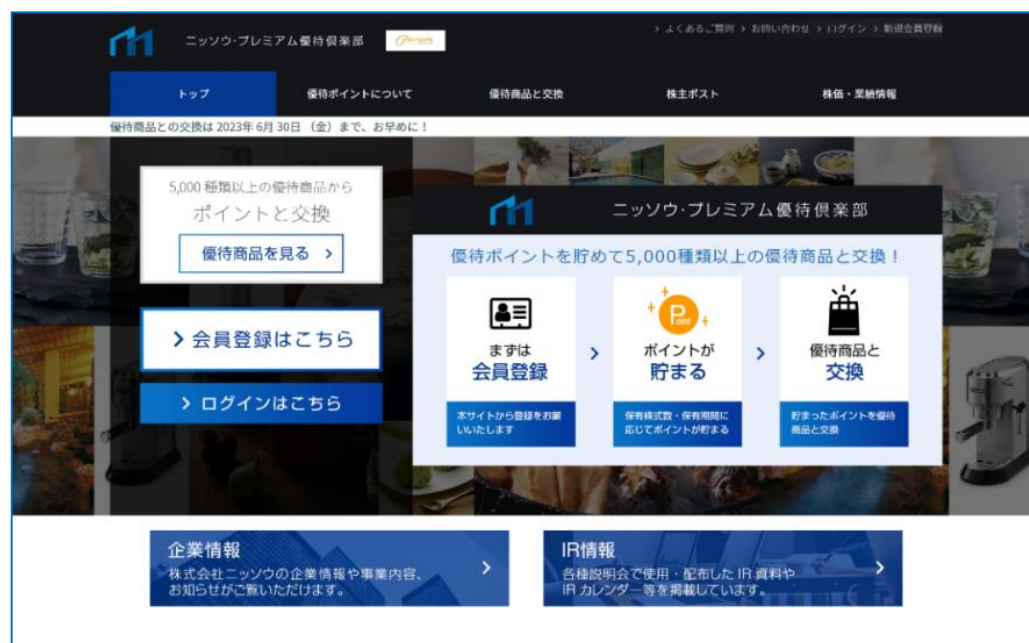 ニッソウ・プレミアム優待倶楽部
> よくあるご質問 > お問い合わせ > ログイン > 新規会員登録
トップ
優待ポイントについて
優待商品と交換
株主ポスト
株価・業績情報
優待商品との交換は 2023年 6月 30日 （金）まで、お早めに！
5,000 種類以上の優待商品から
ポイントと交換
優待商品を見る >
> 会員登録はこちら
> ログインはこちら
ニッソウ・プレミアム優待倶楽部
優待ポイントを貯めて5,000種類以上の優待商品と交換！
まずは
会員登録
本サイトから登録をお願
いいたします
>
Point
ポイントが
貯まる
保有株式数・保有期間に
応じてポイントが貯まる
>
優待商品と
交換
貯まったポイントを優待
商品と交換
企業情報
株式会社ニッソウの企業情報や事業内容、
お知らせがご覧いただけます。
>
IR情報
各種説明会で使用・配布した IR 資料や
IR カレンダー等を掲載しています。
>